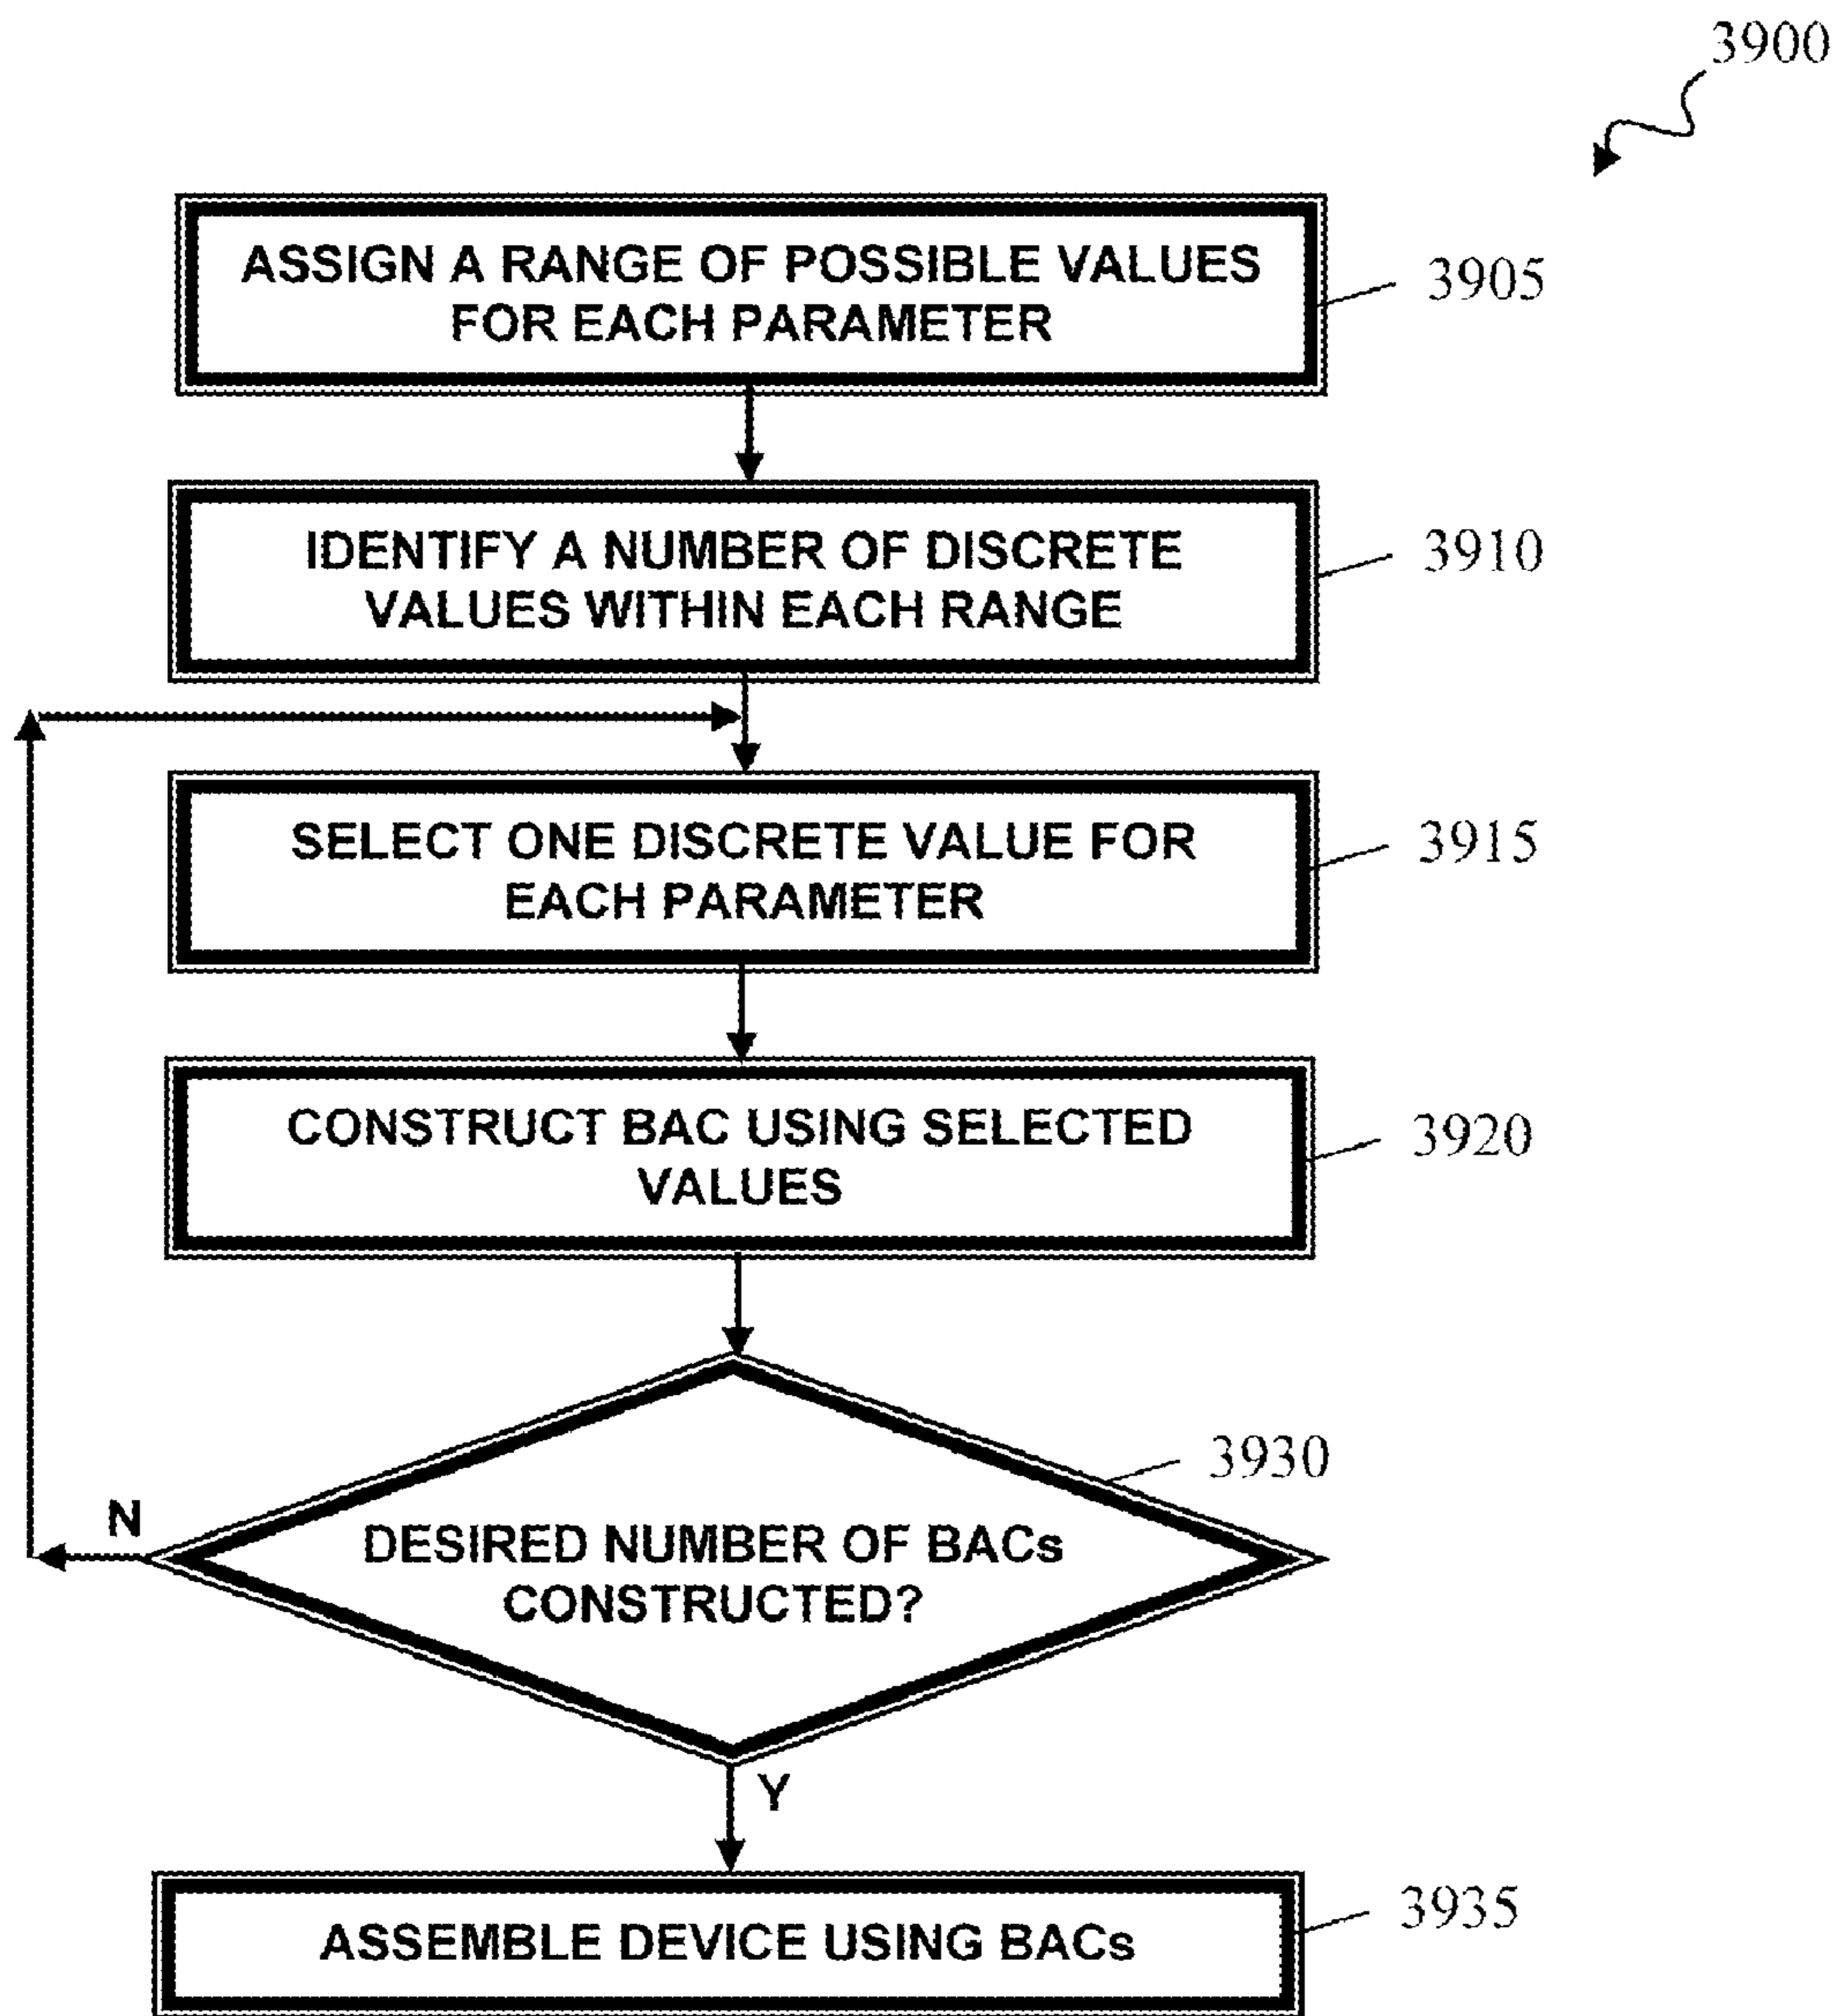 3900
ASSIGN A RANGE OF POSSIBLE VALUES
FOR EACH PARAMETER
3905
IDENTIFY A NUMBER OF DISCRETE
VALUES WITHIN EACH RANGE
3910
SELECT ONE DISCRETE VALUE FOR
EACH PARAMETER
3915
CONSTRUCT BAC USING SELECTED
VALUES
3920
3930
N
DESIRED NUMBER OF BACs
CONSTRUCTED?
Y
ASSEMBLE DEVICE USING BACs
3935